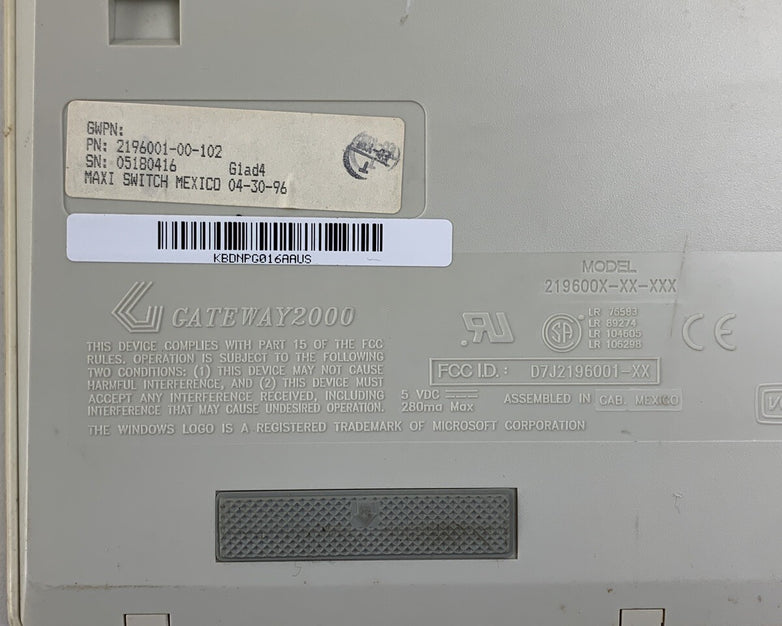 GWPN:
PN: 2196001-00-102
SN: 05180416 G1ad4
MAXI SWITCH MEXICO 04-30-96
KBDNPG016AAUS
MODEL
219600X-XX-XXX
GATEWAY2000
LR 76583
LR 69274
LR 104605
LR 105298
CE
THIS DEVICE COMPLIES WITH PART 15 OF THE FCC
RULES. OPERATION IS SUBJECT TO THE FOLLOWING
TWO CONDITIONS: (1) THIS DEVICE MAY NOT CAUSE
HARMFUL INTERFERENCE, AND (2) THIS DEVICE MUST
ACCEPT ANY INTERFERENCE RECEIVED, INCLUDING
INTERFERENCE THAT MAY CAUSE UNDESIRED OPERATION.
FCC I.D.: D7J2196001-XX
5 VDC
280ma Max
ASSEMBLED IN CAB. MEXICO
THE WINDOWS LOGO IS A REGISTERED TRADEMARK OF MICROSOFT CORPORATION